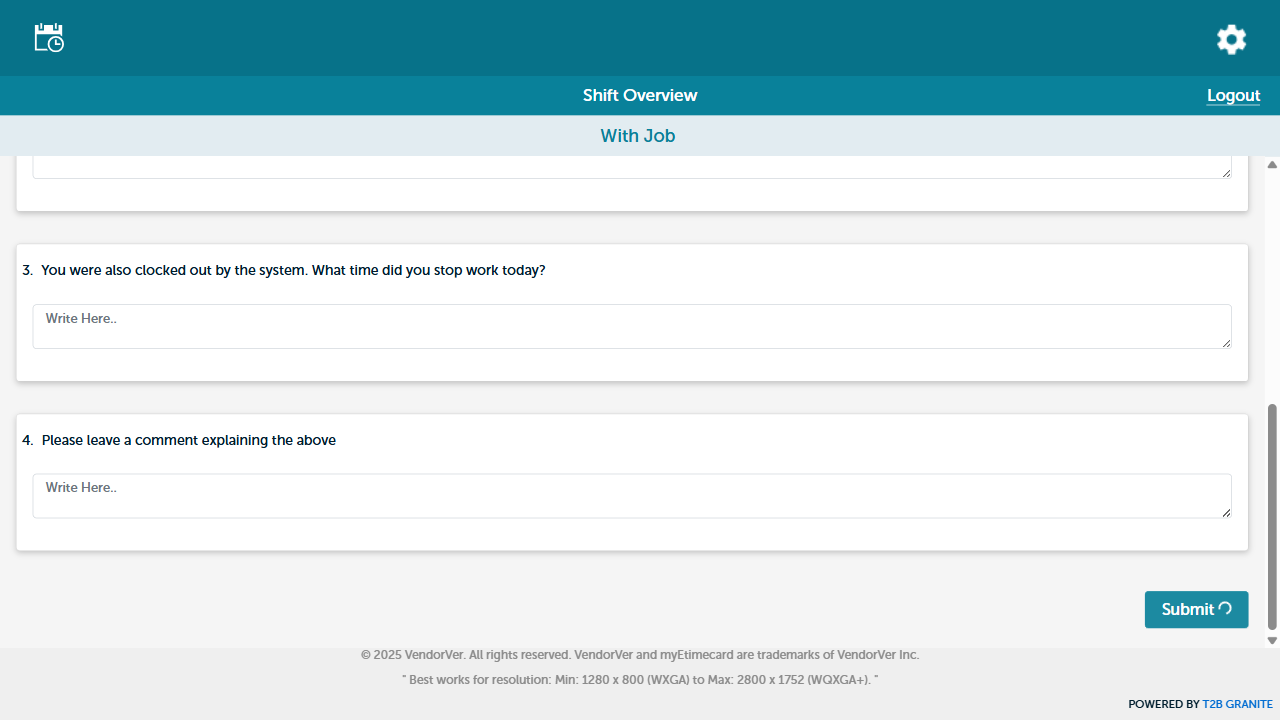 Shift Overview
Logout
With Job
3. You were also clocked out by the system. What time did you stop work today?
Write Here..
4. Please leave a comment explaining the above
Write Here..
Submit
© 2025 VendorVer. All rights reserved. VendorVer and myEtimecard are trademarks of VendorVer Inc.
" Best works for resolution: Min: 1280 x 800 (WXGA) to Max: 2800 x 1752 (WQXGA+). "
POWERED BY T2B GRANITE